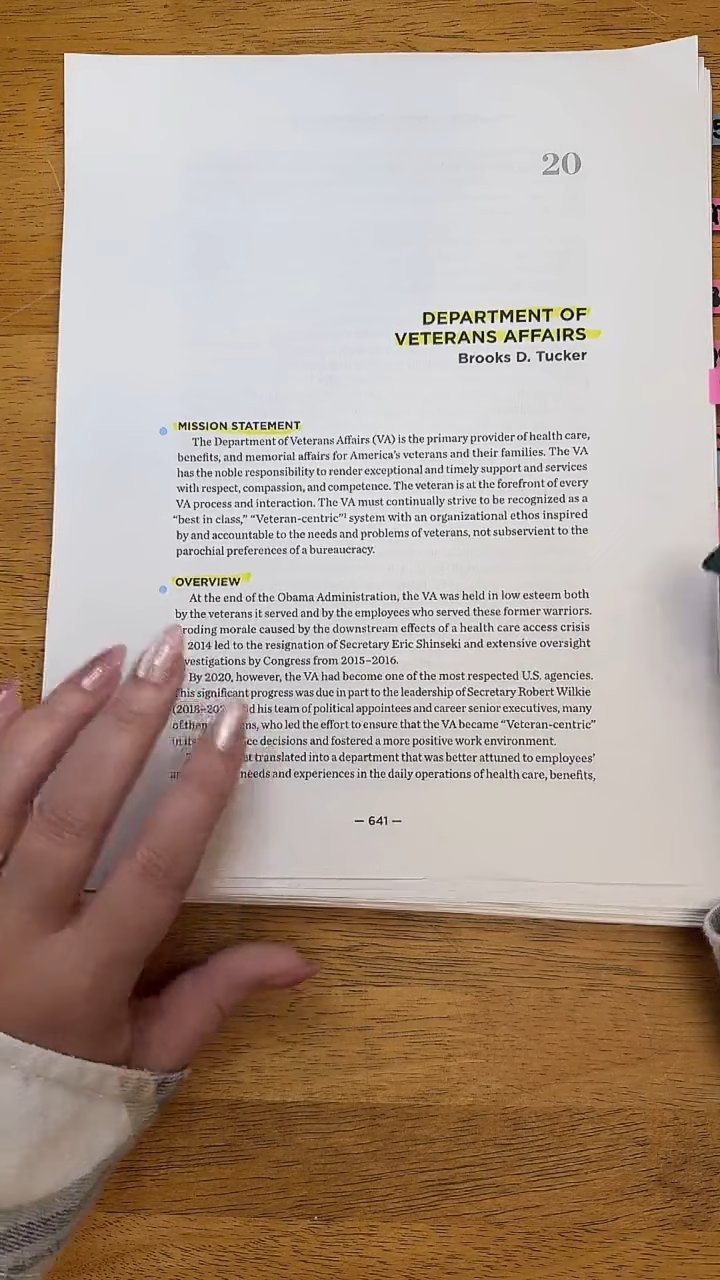 20
DEPARTMENT OF
VETERANS AFFAIRS
Brooks D. Tucker
MISSION STATEMENT
The Department of Veterans Affairs (VA) is the primary provider of health care,
benefits, and memorial affairs for America’s veterans and their families. The VA
has the noble responsibility to render exceptional and timely support and services
with respect, compassion, and competence. The veteran is at the forefront of every
VA process and interaction. The VA must continually strive to be recognized as a
“best in class,” “Veteran-centric”¹ system with an organizational ethos inspired
by and accountable to the needs and problems of veterans, not subservient to the
parochial preferences of a bureaucracy.
OVERVIEW
At the end of the Obama Administration, the VA was held in low esteem both
by the veterans it served and by the employees who served these former warriors.
roding morale caused by the downstream effects of a health care access crisis
2014 led to the resignation of Secretary Eric Shinseki and extensive oversight
vestigations by Congress from 2015–2016.
By 2020, however, the VA had become one of the most respected U.S. agencies.
This significant progress was due in part to the leadership of Secretary Robert Wilkie
(2018–202 d his team of political appointees and career senior executives, many
of them ns, who led the effort to ensure that the VA became “Veteran-centric”
in its ce decisions and fostered a more positive work environment.
translated into a department that was better attuned to employees’
needs and experiences in the daily operations of health care, benefits,
— 641 —